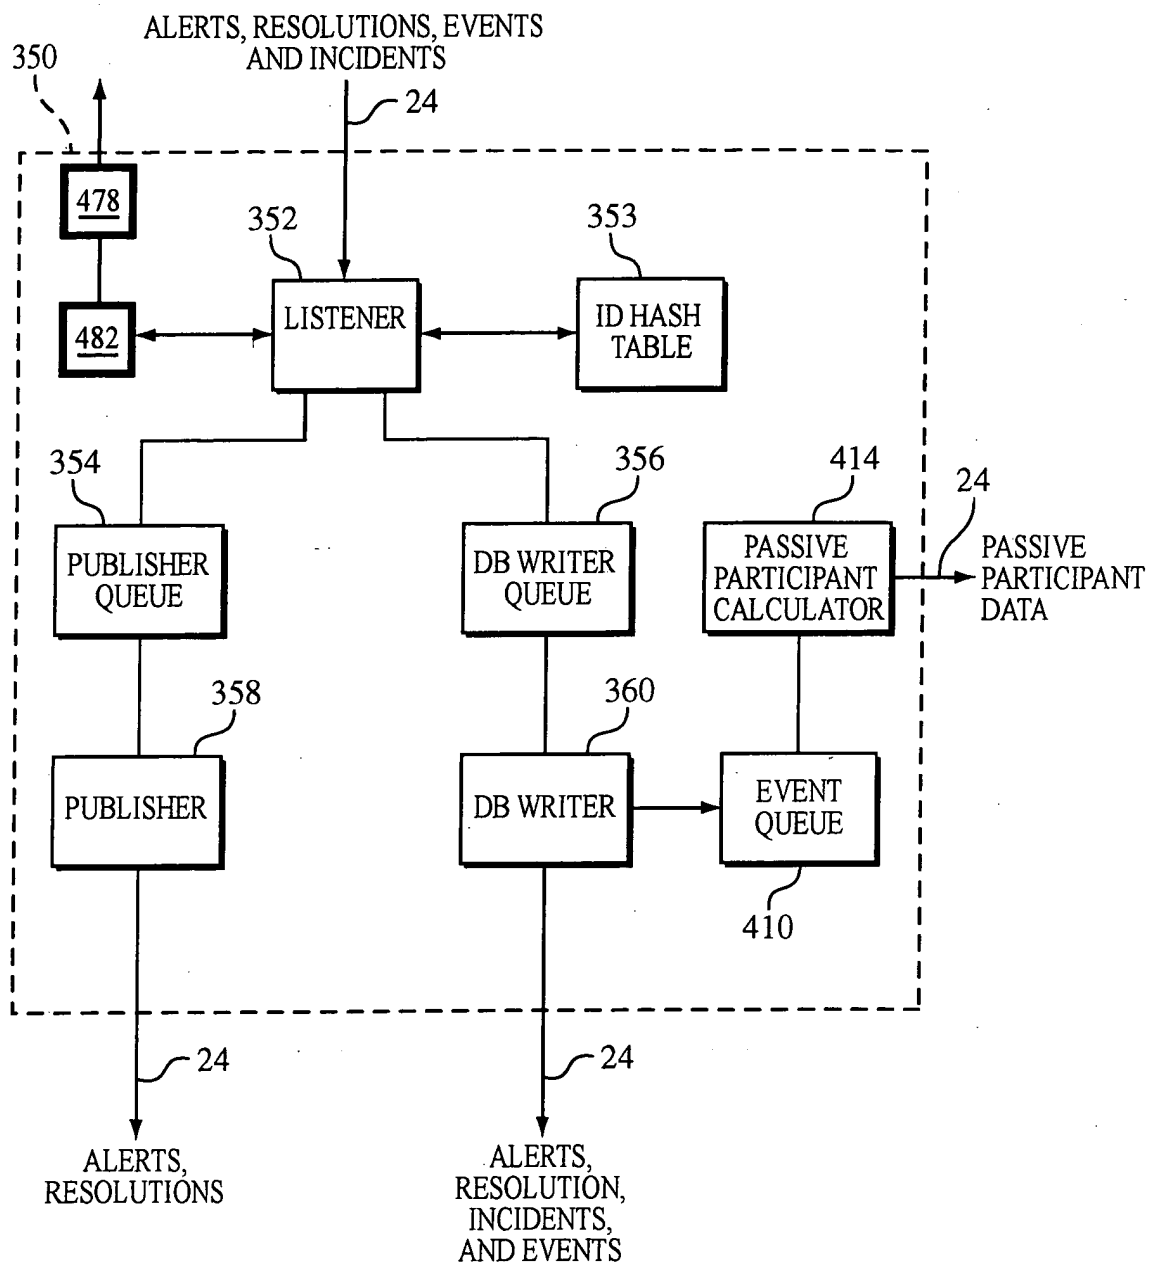 ALERTS, RESOLUTIONS, EVENTS
AND INCIDENTS
350
24
478
352
353
LISTENER
ID HASH
TABLE
482
354
356
414
24
PUBLISHER
QUEUE
DB WRITER
QUEUE
PASSIVE
PARTICIPANT
CALCULATOR
PASSIVE
PARTICIPANT
DATA
358
360
PUBLISHER
DB WRITER
EVENT
QUEUE
410
24
24
ALERTS,
RESOLUTIONS
ALERTS,
RESOLUTION,
INCIDENTS,
AND EVENTS